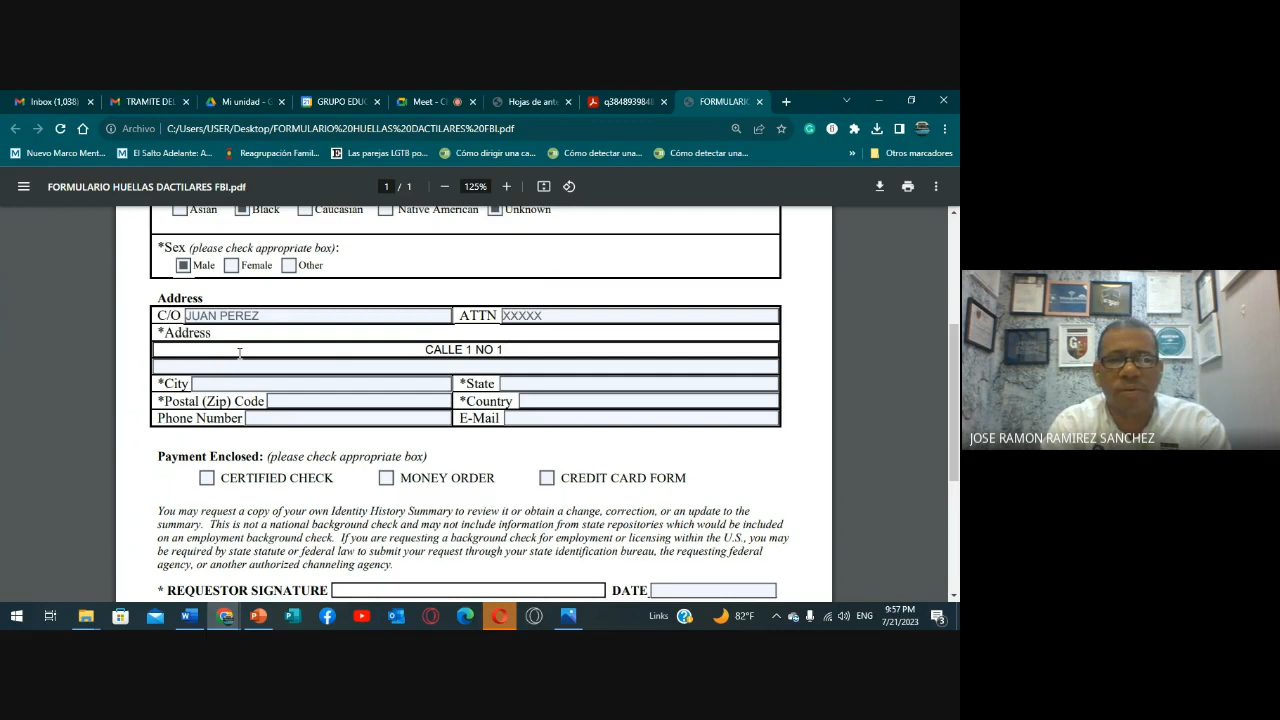 Inbox (1,038)
TRAMITE DEL
Mi unidad - G
GRUPO EDUC
Meet - C
Hojas de ante
q3848939848
FORMULARIO
Archivo C:/Users/USER/Desktop/FORMULARIO%20HUELLAS%20DACTILARES%20FBI.pdf
Nuevo Marco Ment...
El Salto Adelante: A...
Reagrupación Famil...
Las parejas LGTB po...
Cómo dirigir una ca...
Cómo detectar una...
Cómo detectar una...
» Otros marcadores
FORMULARIO HUELLAS DACTILARES FBI.pdf
1 / 1
125%
Asian Black Caucasian Native American Unknown
*Sex (please check appropriate box):
Male Female Other
Address
C/O JUAN PEREZ ATTN XXXXX
*Address
CALLE 1 NO 1
*City *State
*Postal (Zip) Code *Country
Phone Number E-Mail
Payment Enclosed: (please check appropriate box)
CERTIFIED CHECK MONEY ORDER CREDIT CARD FORM
You may request a copy of your own Identity History Summary to review it or obtain a change, correction, or an update to the
summary. This is not a national background check and may not include information from state repositories which would be included
on an employment background check. If you are requesting a background check for employment or licensing within the U.S., you may
be required by state statute or federal law to submit your request through your state identification bureau, the requesting federal
agency, or another authorized channeling agency.
* REQUESTOR SIGNATURE DATE
JOSE RAMON RAMIREZ SANCHEZ
Links
82°F
ENG
9:57 PM
7/21/2023
3